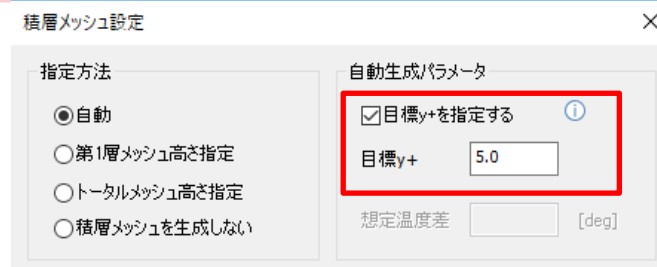 積層メッシュ設定
指定方法
自動
第1層メッシュ高さ指定
トータルメッシュ高さ指定
積層メッシュを生成しない
自動生成パラメータ
目標y+を指定する
目標y+ 5.0
想定温度差 [deg]